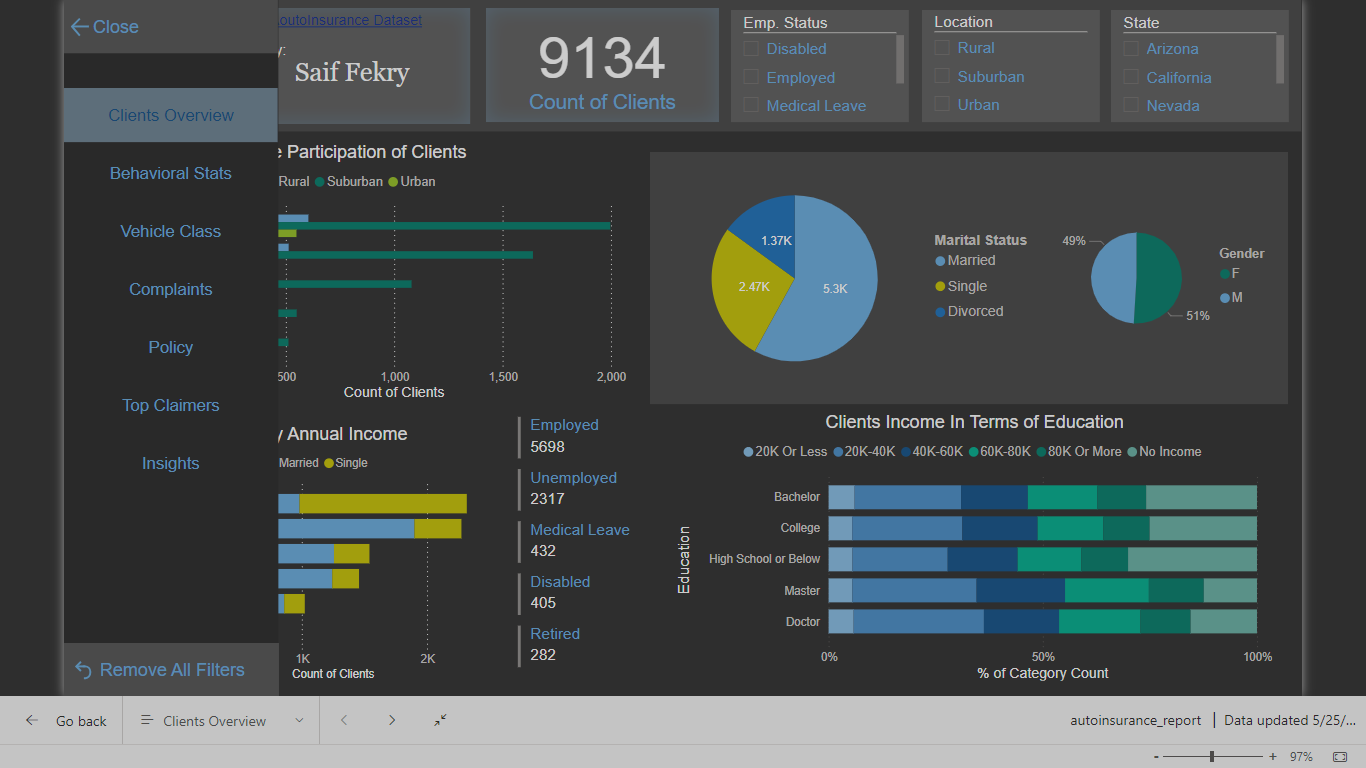 Close
Clients Overview
Behavioral Stats
Vehicle Class
Complaints
Policy
Top Claimers
Insights
Remove All Filters
AutoInsurance Dataset
y:
Saif Fekry
9134
Count of Clients
Emp. Status
Disabled
Employed
Medical Leave
Location
Rural
Suburban
Urban
State
Arizona
California
Nevada
e Participation of Clients
Rural Suburban Urban
500 1,000 1,500 2,000
Count of Clients
1.37K
2.47K
5.3K
Marital Status
Married
Single
Divorced
49%
51%
Gender
F
M
y Annual Income
Married Single
1K 2K
Count of Clients
Employed
5698
Unemployed
2317
Medical Leave
432
Disabled
405
Retired
282
Clients Income In Terms of Education
20K Or Less 20K-40K 40K-60K 60K-80K 80K Or More No Income
Education
Bachelor
College
High School or Below
Master
Doctor
0% 50% 100%
% of Category Count
Go back
Clients Overview
autoinsurance_report | Data updated 5/25/...
- + 97%